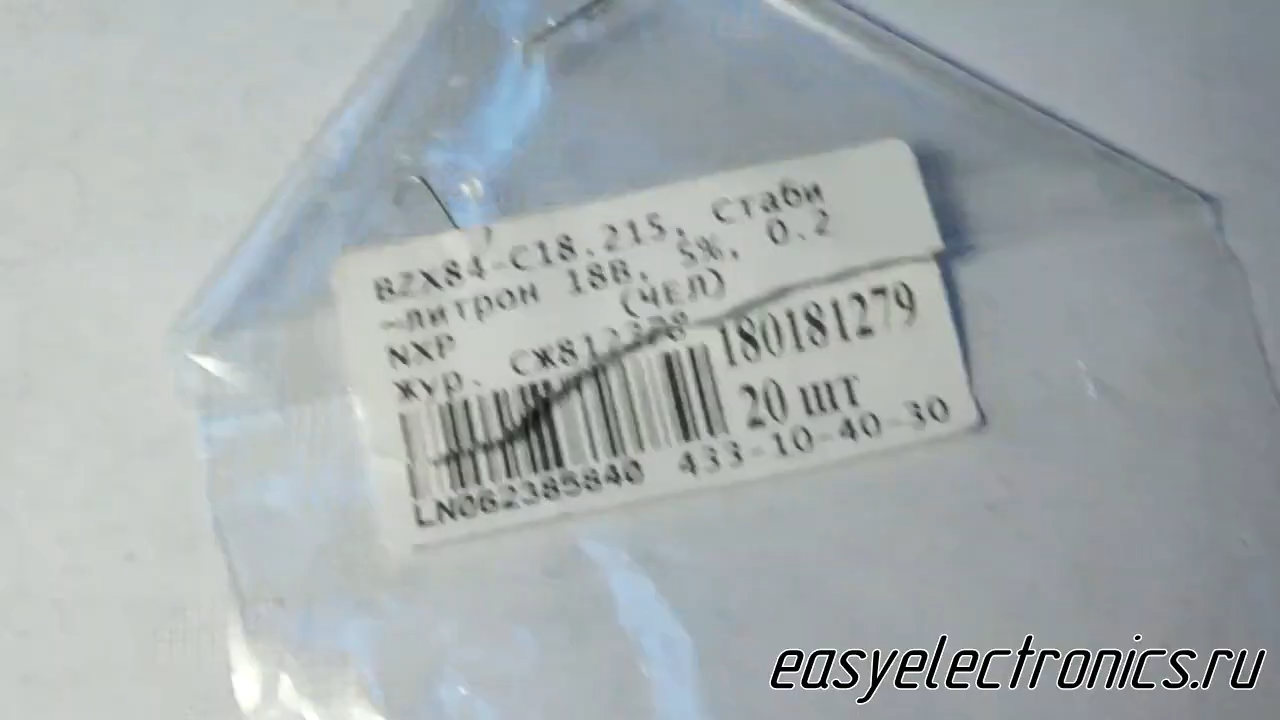 BZX84-C18.215, Стаби
~литрон 18В, 5%, 0.2
NXP (ЧЕЛ)
жур. СЖ812378 180181279
20 шт
LN062385840 433-10-40-30
easyelectronics.ru